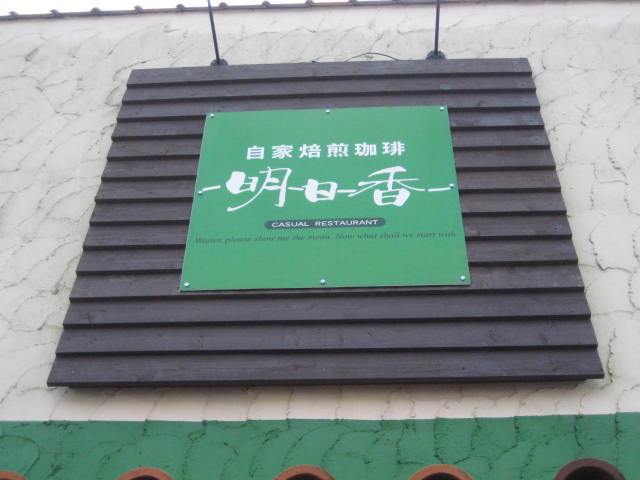 自家焙煎珈琲
明日香
CASUAL RESTAURANT
Waiter, please show me the menu. Now what shall we start with